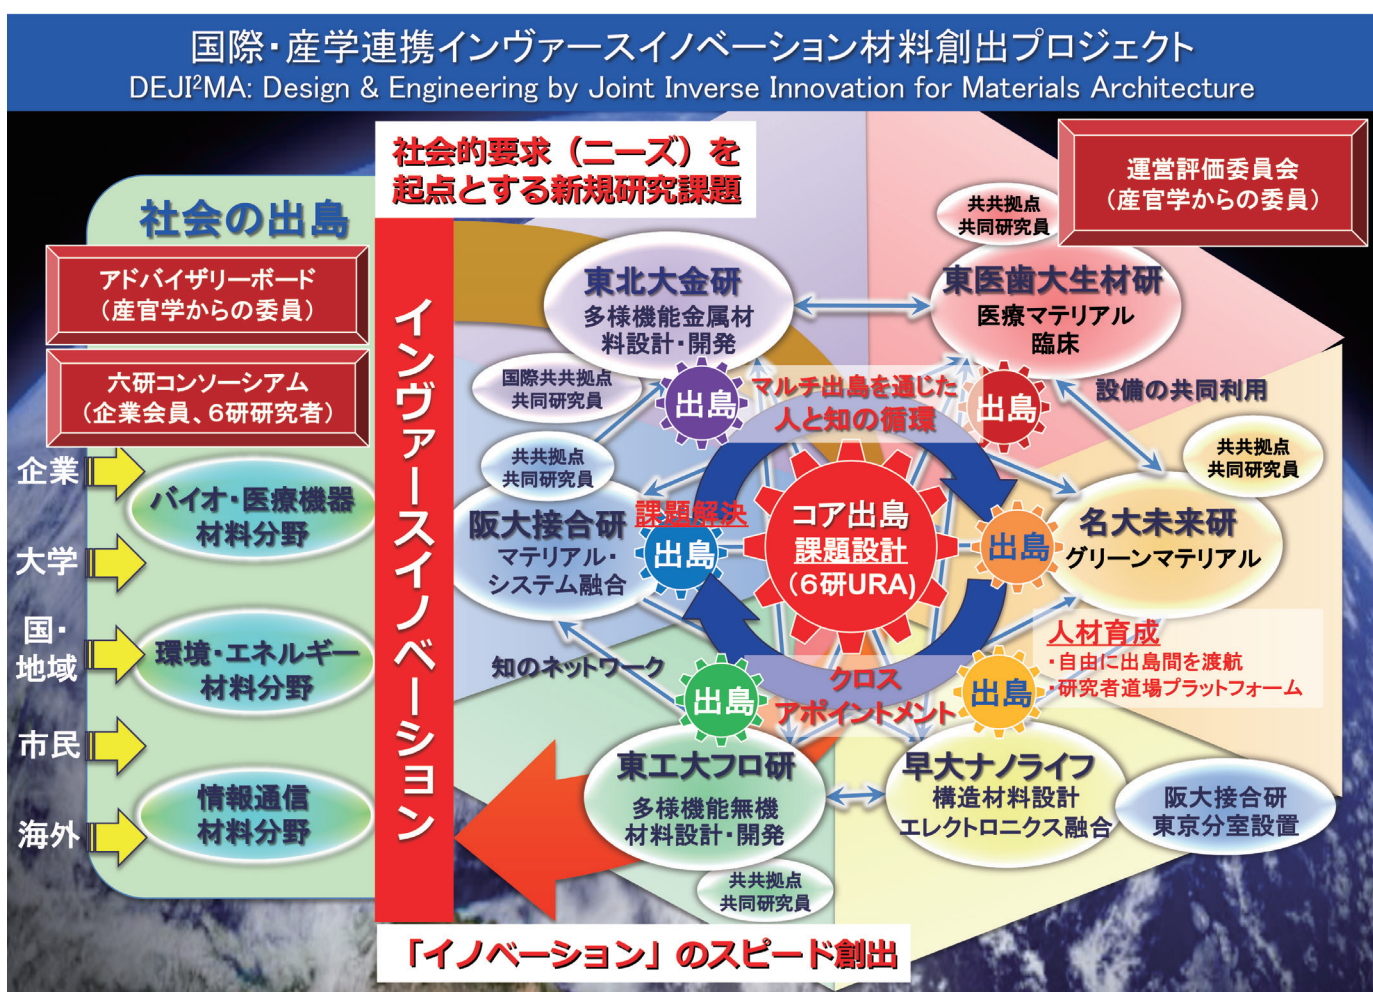 国際・産学連携インヴァースイノベーション材料創出プロジェクト
DEJI²MA: Design & Engineering by Joint Inverse Innovation for Materials Architecture
社会的要求（ニーズ）を
起点とする新規研究課題
運営評価委員会
（産官学からの委員）
社会の出島
アドバイザリーボード
（産官学からの委員）
六研コンソーシアム
（企業会員、６研研究者）
企業
大学
国・
地域
市民
海外
バイオ・医療機器
材料分野
環境・エネルギー
材料分野
情報通信
材料分野
インヴァースイノベーション
東北大金研
多様機能金属材
料設計・開発
出島
国際共共拠点
共同研究員
共共拠点
共同研究員
東医歯大生材研
医療マテリアル
臨床
出島
マルチ出島を通じた
人と知の循環
設備の共同利用
共共拠点
共同研究員
共共拠点
共同研究員
阪大接合研
マテリアル・
システム融合
課題解決
出島
コア出島
課題設計
（６研URA）
出島
名大未来研
グリーンマテリアル
人材育成
・自由に出島間を渡航
・研究者道場プラットフォーム
知のネットワーク
出島
クロス
アポイントメント
出島
東工大フロ研
多様機能無機
材料設計・開発
共共拠点
共同研究員
早大ナノライフ
構造材料設計
エレクトロニクス融合
阪大接合研
東京分室設置
「イノベーション」のスピード創出